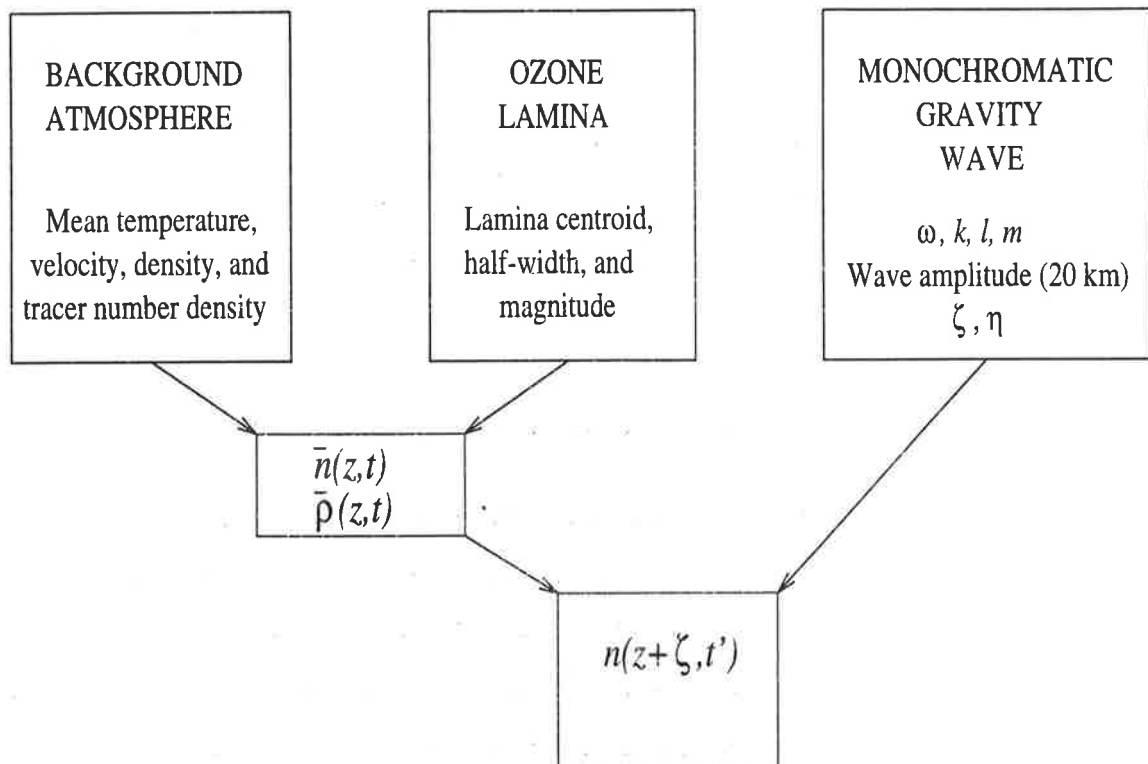 BACKGROUND
ATMOSPHERE
Mean temperature,
velocity, density, and
tracer number density
OZONE
LAMINA
Lamina centroid,
half-width, and
magnitude
MONOCHROMATIC
GRAVITY
WAVE
ω, k, l, m
Wave amplitude (20 km)
ζ , η
n̄(z,t)
ρ̄(z,t)
n(z+ζ,t’)